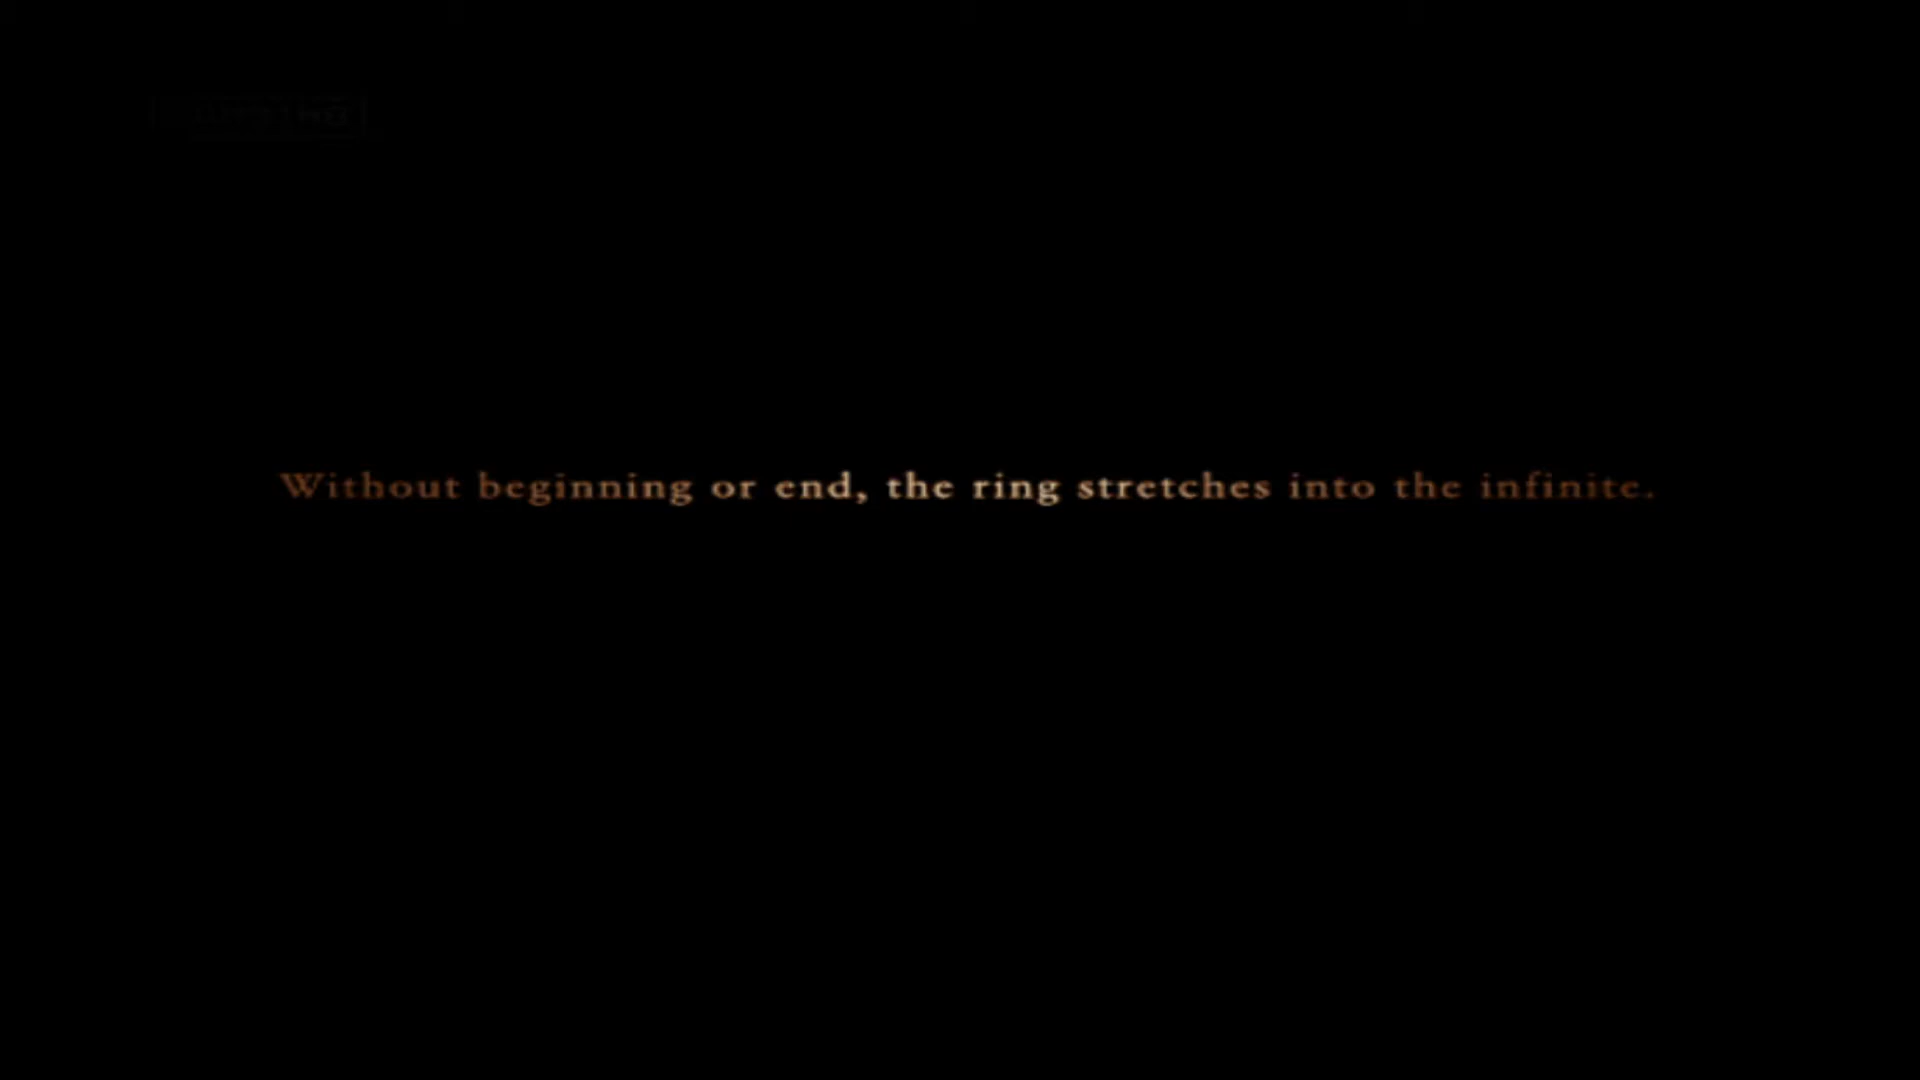 Without beginning or end, the ring stretches into the infinite.